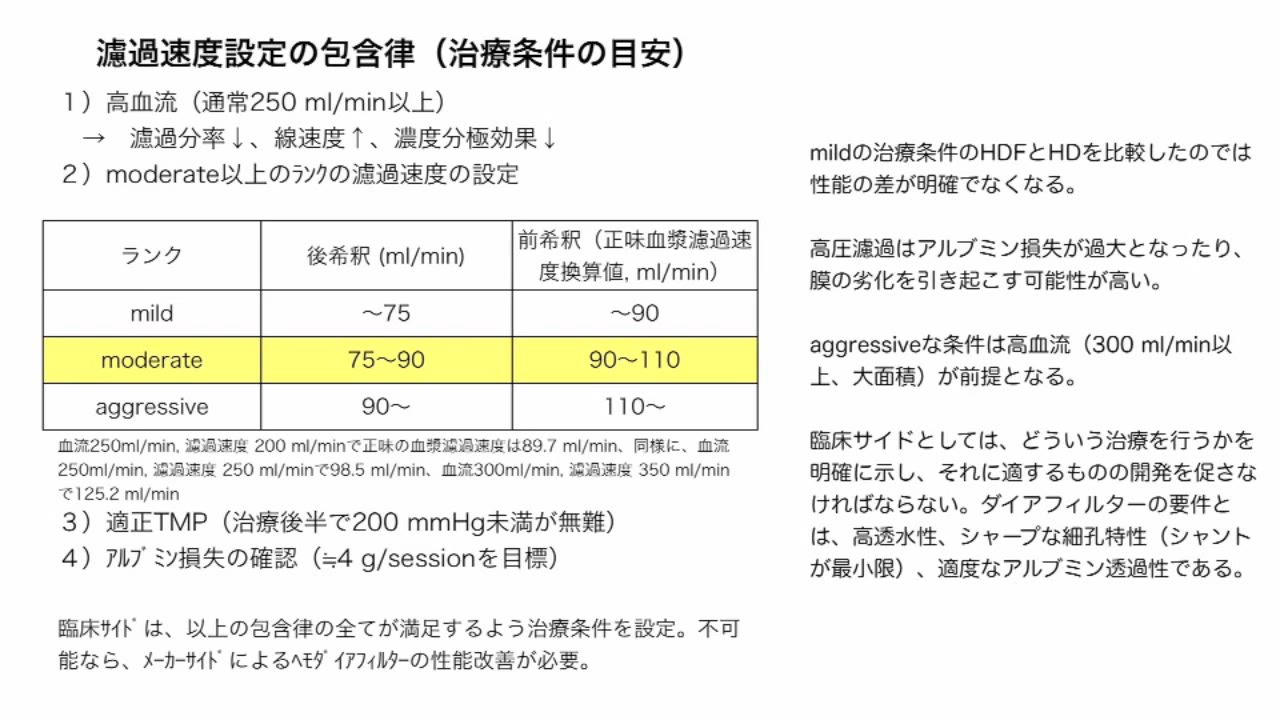 濾過速度設定の包含律（治療条件の目安）
１）高血流（通常250 ml/min以上）
→　濾過分率↓、線速度↑、濃度分極効果↓
２）moderate以上のﾗﾝｸの濾過速度の設定
ランク
後希釈 (ml/min)
前希釈（正味血漿濾過速
度換算値, ml/min）
mild
〜75
〜90
moderate
75〜90
90〜110
aggressive
90〜
110〜
血流250ml/min, 濾過速度 200 ml/minで正味の血漿濾過速度は89.7 ml/min、同様に、血流
250ml/min, 濾過速度 250 ml/minで98.5 ml/min、血流300ml/min, 濾過速度 350 ml/min
で125.2 ml/min
３）適正TMP（治療後半で200 mmHg未満が無難）
４）ｱﾙﾌﾞﾐﾝ損失の確認（≒4 g/sessionを目標）
臨床ｻｲﾄﾞは、以上の包含律の全てが満足するよう治療条件を設定。不可
能なら、ﾒｰｶｰｻｲﾄﾞによるﾍﾓﾀﾞｲｱﾌｨﾙﾀｰの性能改善が必要。
mildの治療条件のHDFとHDを比較したのでは
性能の差が明確でなくなる。
高圧濾過はアルブミン損失が過大となったり、
膜の劣化を引き起こす可能性が高い。
aggressiveな条件は高血流（300 ml/min以
上、大面積）が前提となる。
臨床サイドとしては、どういう治療を行うかを
明確に示し、それに適するものの開発を促さな
ければならない。ダイアフィルターの要件と
は、高透水性、シャープな細孔特性（シャント
が最小限）、適度なアルブミン透過性である。